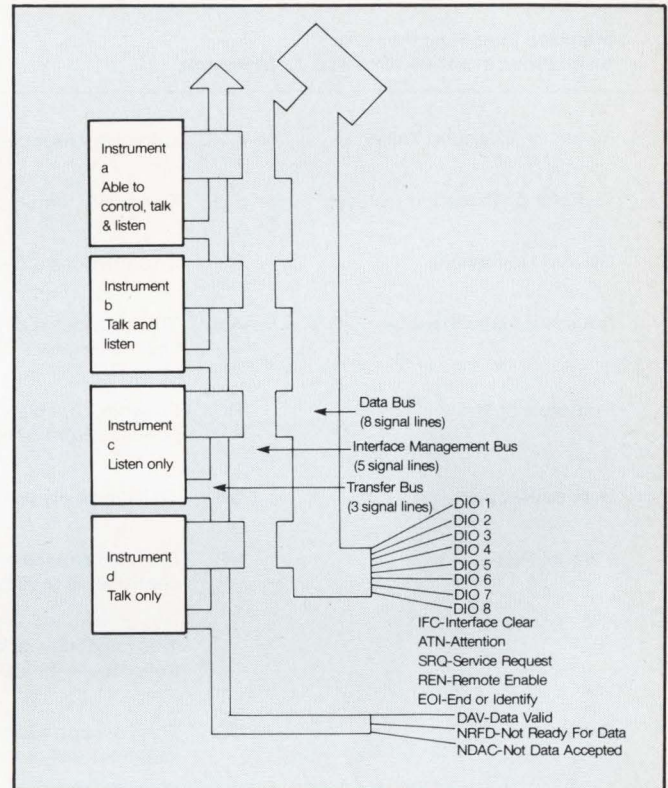 Instrument
a
Able to
control, talk
& listen
Instrument
b
Talk and
listen
Instrument
c
Listen only
Instrument
d
Talk only
Data Bus
(8 signal lines)
Interface Management Bus
(5 signal lines)
Transfer Bus
(3 signal lines)
DIO 1
DIO 2
DIO 3
DIO 4
DIO 5
DIO 6
DIO 7
DIO 8
IFC-Interface Clear
ATN-Attention
SRQ-Service Request
REN-Remote Enable
EOI-End or Identify
DAV-Data Valid
NRFD-Not Ready For Data
NDAC-Not Data Accepted